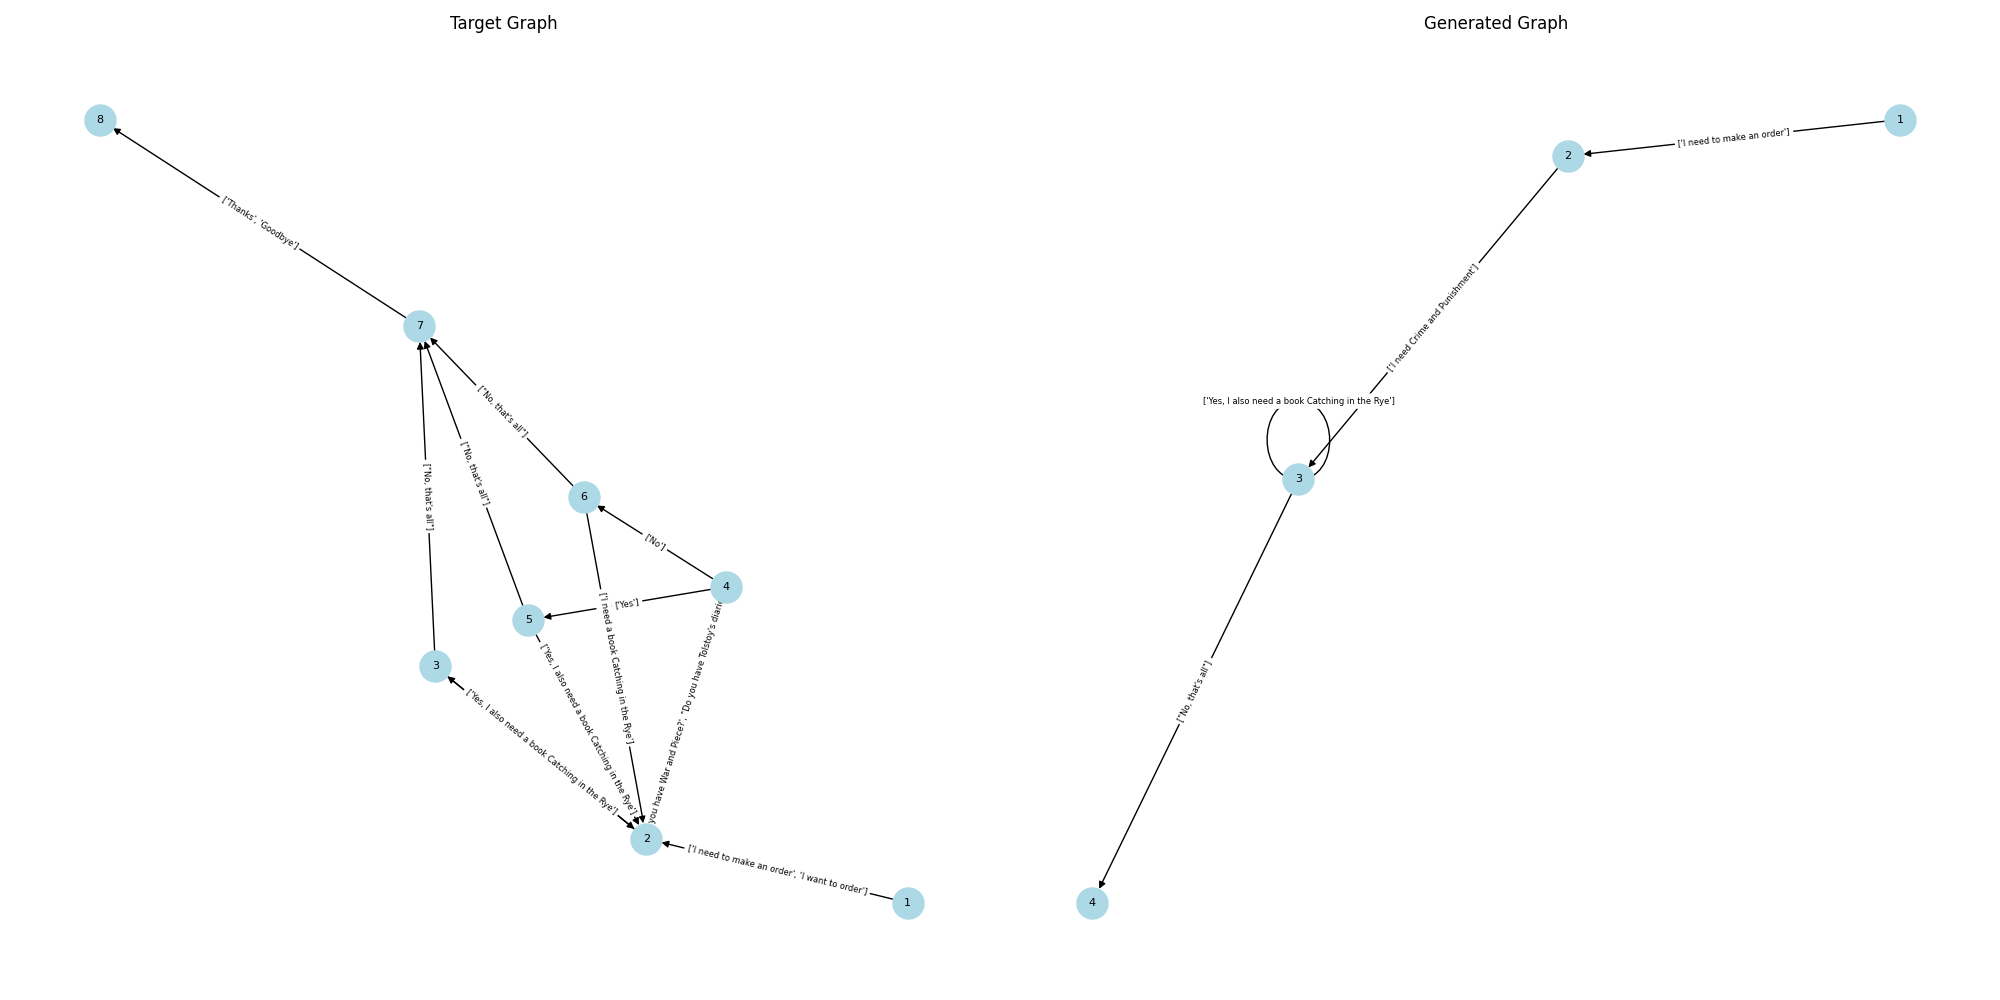 Target Graph
8
['Thanks', 'Goodbye']
7
["No, that's all"]
["No, that's all"]
["No, that's all"]
6
['No']
4
['Yes']
5
3
['Yes, I also need a book Catching in the Rye']
['Yes, I also need a book Catching in the Rye']
['I need a book Catching in the Rye']
you have War and Piece?', "Do you have Tolstoy's
2
['I need to make an order', 'I want to order']
1
Generated Graph
1
['I need to make an order']
2
['I need Crime and Punishment']
['Yes, I also need a book Catching in the Rye']
3
["No, that's all"]
4